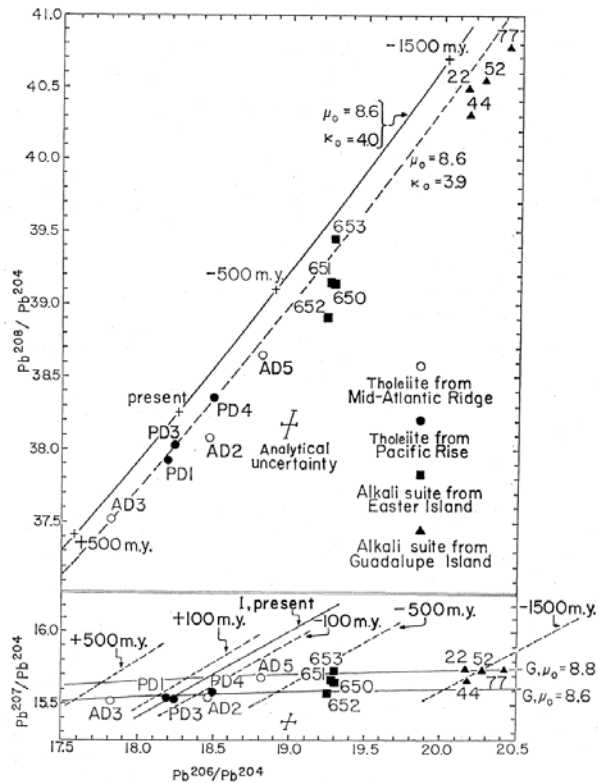 41.0
40.5
40.0
39.5
39.0
38.5
38.0
37.5
Pb²⁰⁸/Pb²⁰⁴
-1500 m.y.
77
52
22
44
μ₀ = 8.6
κ₀ = 4.0
μ₀ = 8.6
κ₀ = 3.9
653
-500 m.y.
651
650
652
AD5
present
PD4
PD3
AD2
PD1
AD3
+500 m.y.
Analytical
uncertainty
Tholeiite from
Mid-Atlantic Ridge
Tholeiite from
Pacific Rise
Alkali suite from
Easter Island
Alkali suite from
Guadalupe Island
16.0
15.5
Pb²⁰⁷/Pb²⁰⁴
+500 m.y.
+100 m.y.
I, present
-100 m.y.
-500 m.y.
-1500 m.y.
PD1
PD4
AD5
653
651
650
652
AD3
PD3
AD2
22
52
77
44
G, μ₀ = 8.8
G, μ₀ = 8.6
17.5 18.0 18.5 19.0 19.5 20.0 20.5
Pb²⁰⁶/Pb²⁰⁴